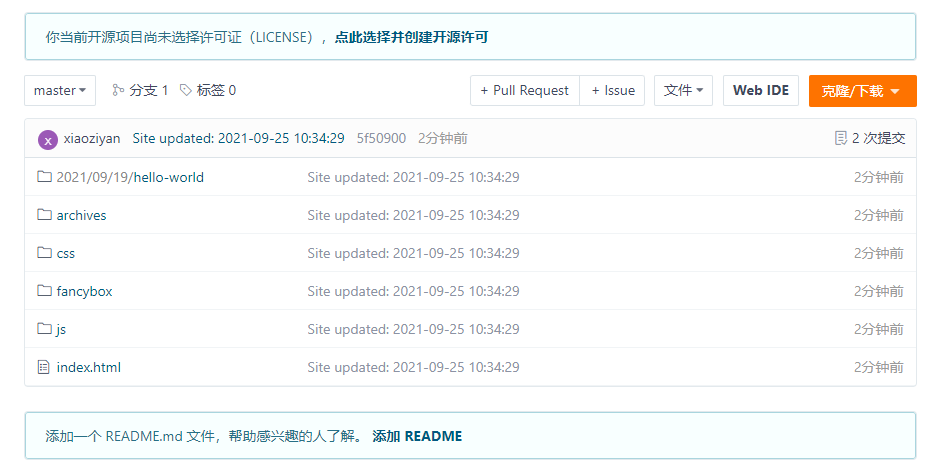 你当前开源项目尚未选择许可证（LICENSE），点此选择并创建开源许可
master 分支 1 标签 0 + Pull Request + Issue 文件 Web IDE 克隆/下载
x xiaoziyan Site updated: 2021-09-25 10:34:29 5f50900 2分钟前 2 次提交
2021/09/19/hello-world Site updated: 2021-09-25 10:34:29 2分钟前
archives Site updated: 2021-09-25 10:34:29 2分钟前
css Site updated: 2021-09-25 10:34:29 2分钟前
fancybox Site updated: 2021-09-25 10:34:29 2分钟前
js Site updated: 2021-09-25 10:34:29 2分钟前
index.html Site updated: 2021-09-25 10:34:29 2分钟前
添加一个 README.md 文件，帮助感兴趣的人了解。 添加 README